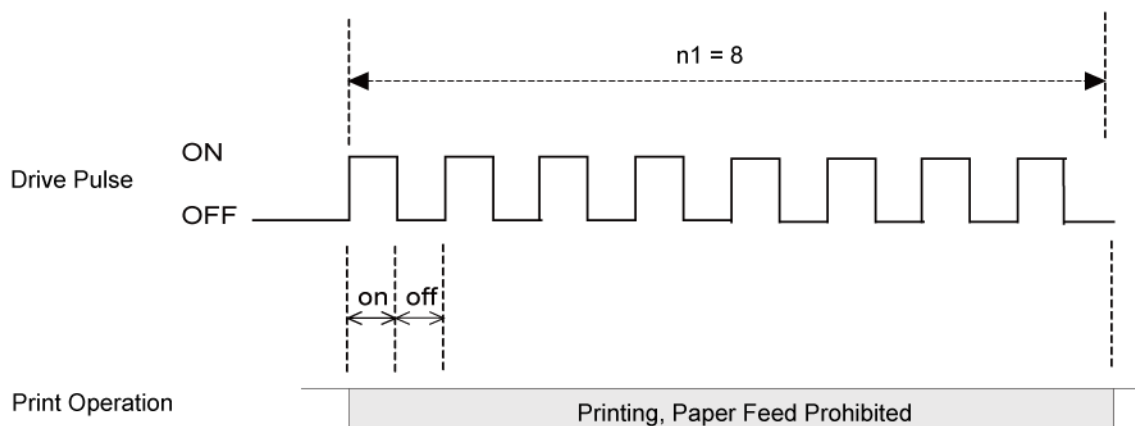 n1 = 8
ON
Drive Pulse
OFF
on off
Print Operation
Printing, Paper Feed Prohibited